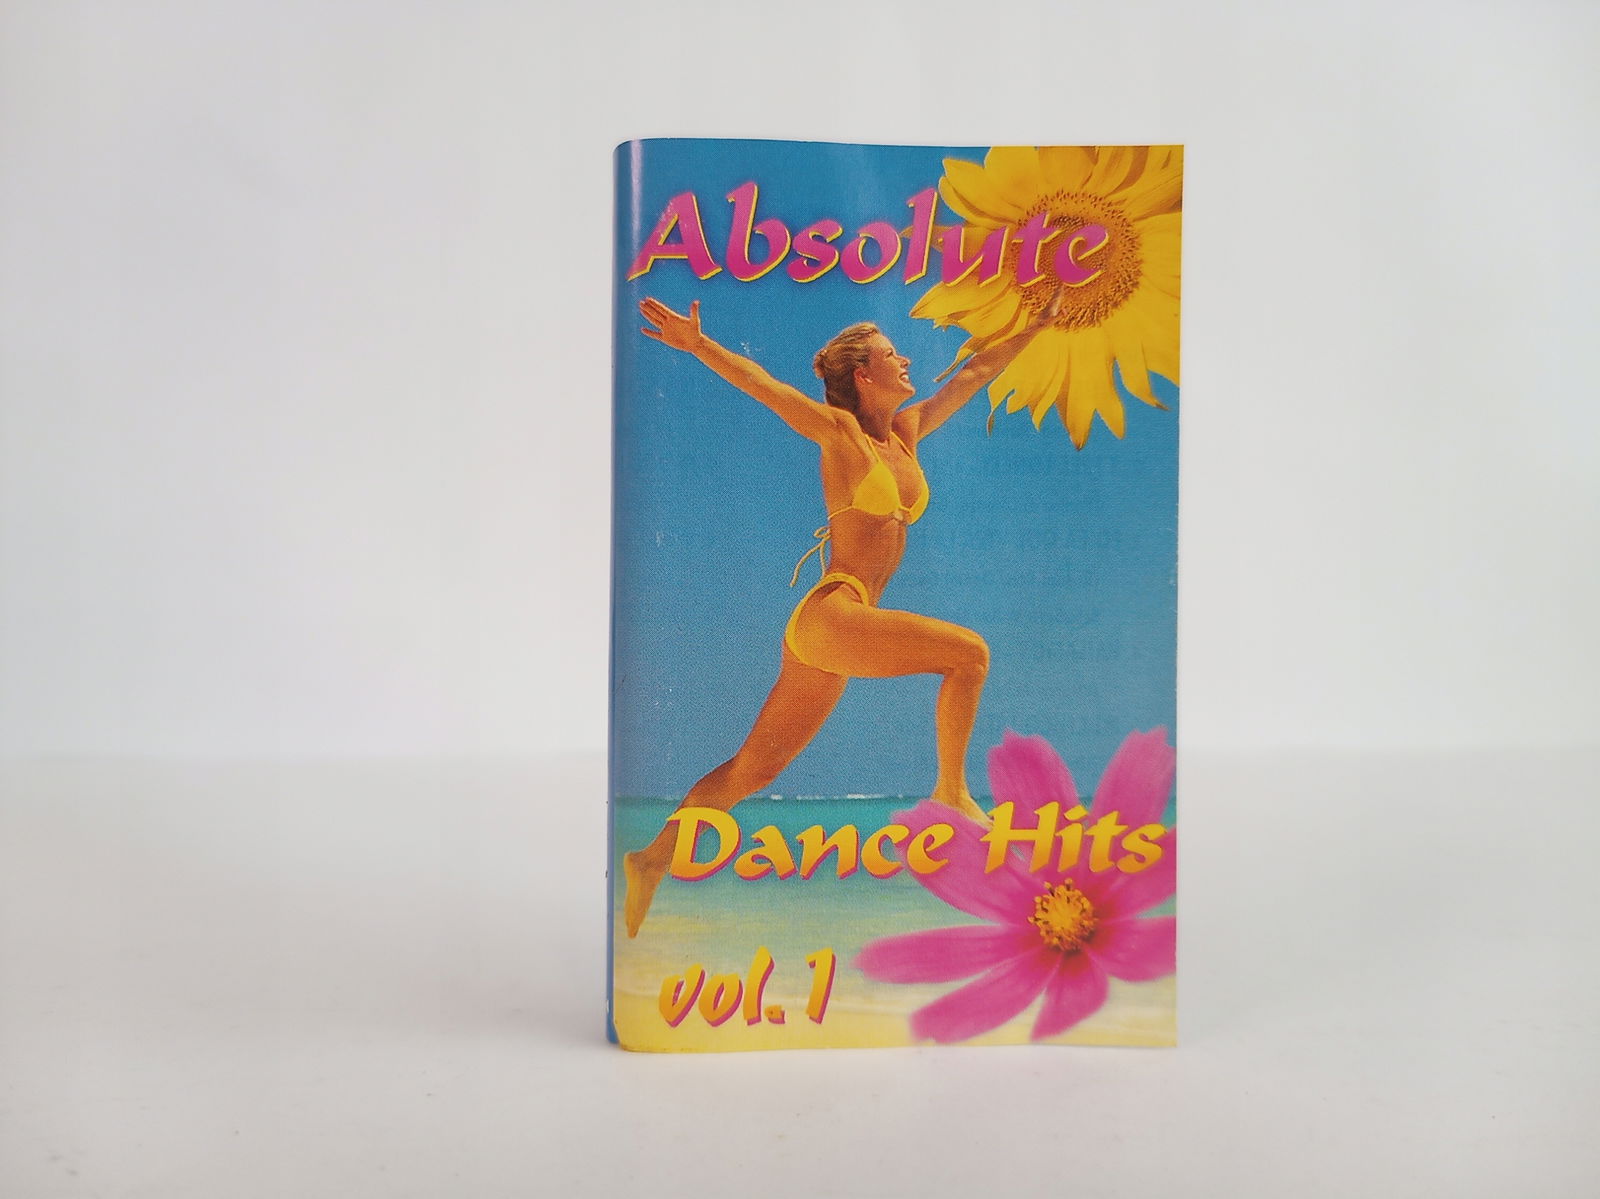 Absolute
Dance Hits
vol. 1